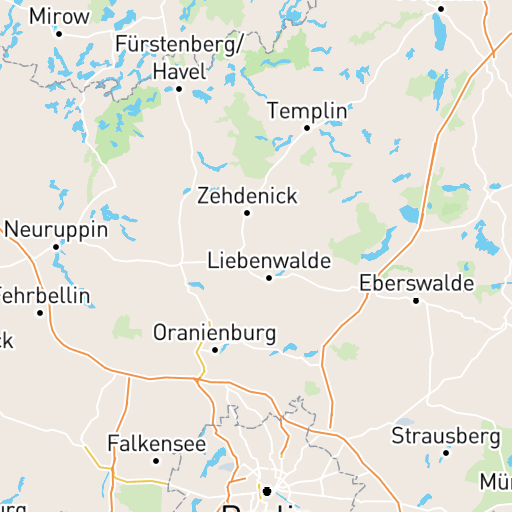 Mirow
Fürstenberg/
Havel
Templin
Zehdenick
Neuruppin
Liebenwalde
Eberswalde
Fehrbellin
Oranienburg
Falkensee
Strausberg